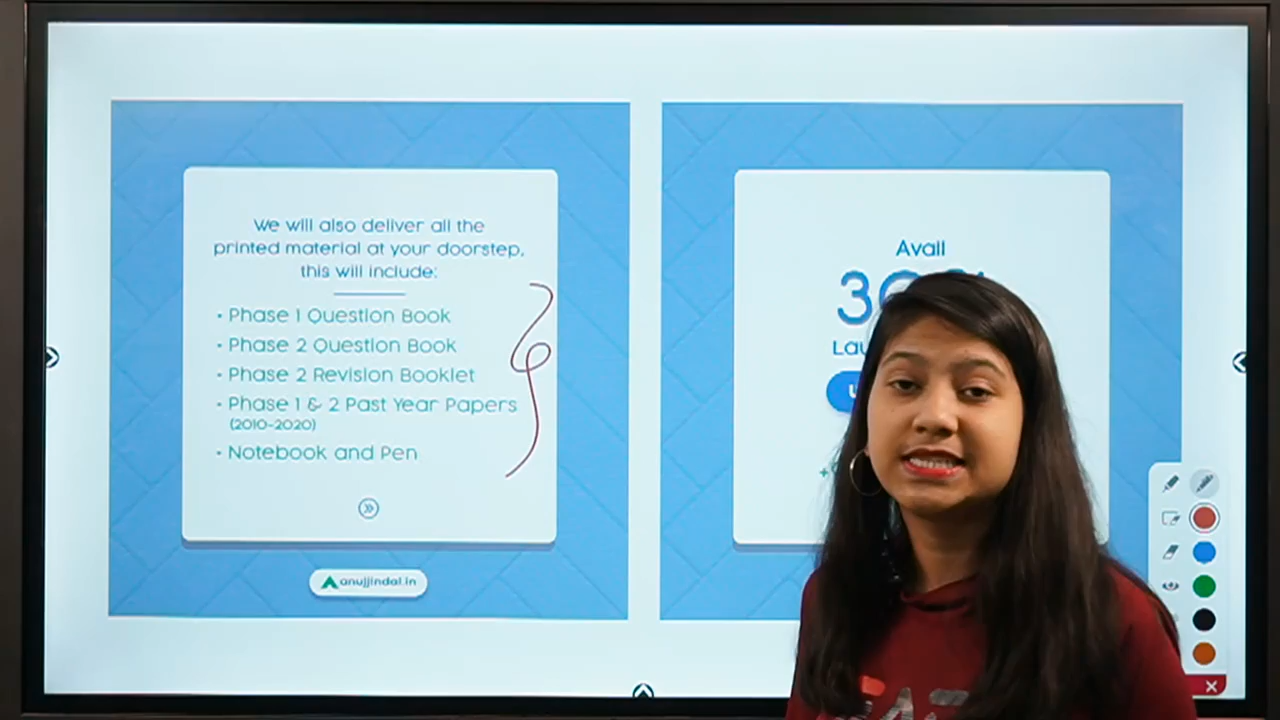 We will also deliver all the
printed material at your doorstep,
this will include:
• Phase 1 Question Book
• Phase 2 Question Book
• Phase 2 Revision Booklet
• Phase 1 & 2 Past Year Papers
(2010-2020)
• Notebook and Pen
anujjindal.in
Avail